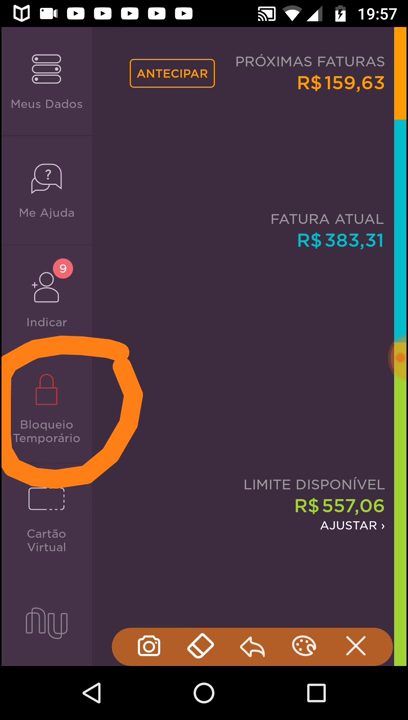 19:57
Meus Dados
Me Ajuda
9
Indicar
Bloqueio
Temporário
Cartão
Virtual
nu
ANTECIPAR
PRÓXIMAS FATURAS
R$159,63
FATURA ATUAL
R$383,31
LIMITE DISPONÍVEL
R$557,06
AJUSTAR ›